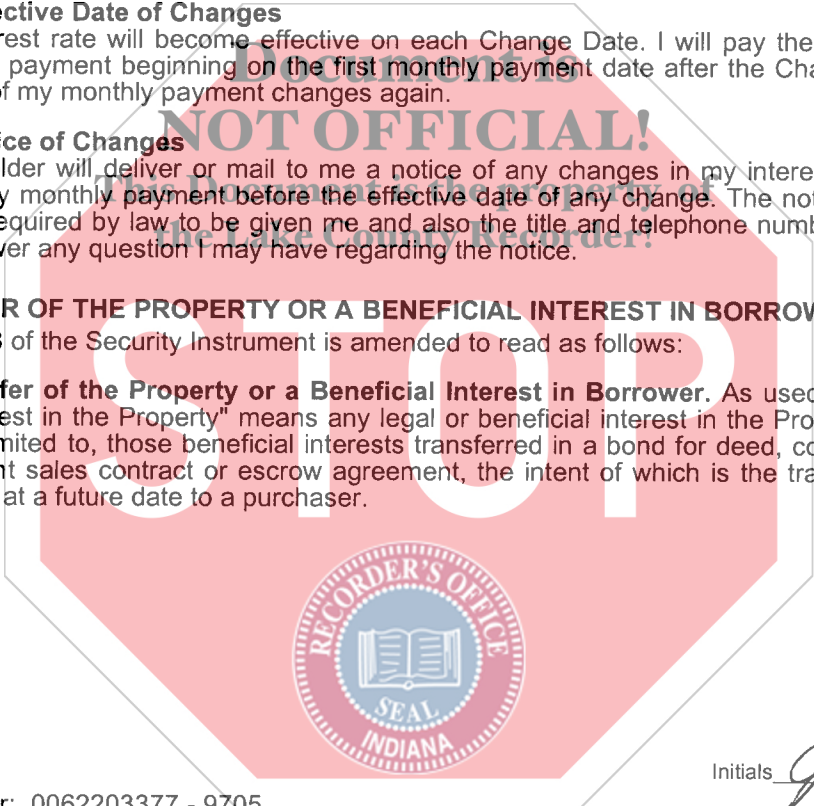 ective Date of Changes
rest rate will become effective on each Change Date. I will pay the
payment beginning on the first monthly payment date after the Cha
f my monthly payment changes again.
ice of Changes
lder will deliver or mail to me a notice of any changes in my intere
y monthly payment before the effective date of any change. The not
equired by law to be given me and also the title and telephone numb
ver any question I may have regarding the notice.
R OF THE PROPERTY OR A BENEFICIAL INTEREST IN BORROW
of the Security Instrument is amended to read as follows:
fer of the Property or a Beneficial Interest in Borrower. As used
est in the Property" means any legal or beneficial interest in the Pro
mited to, those beneficial interests transferred in a bond for deed, co
nt sales contract or escrow agreement, the intent of which is the tra
at a future date to a purchaser.
Document is
NOT OFFICIAL!
This Document is the property of
the Lake County Recorder!
STOP
RECORDER'S OFFICE
SEAL
INDIANA
Initials
r: 0062203377 - 9705